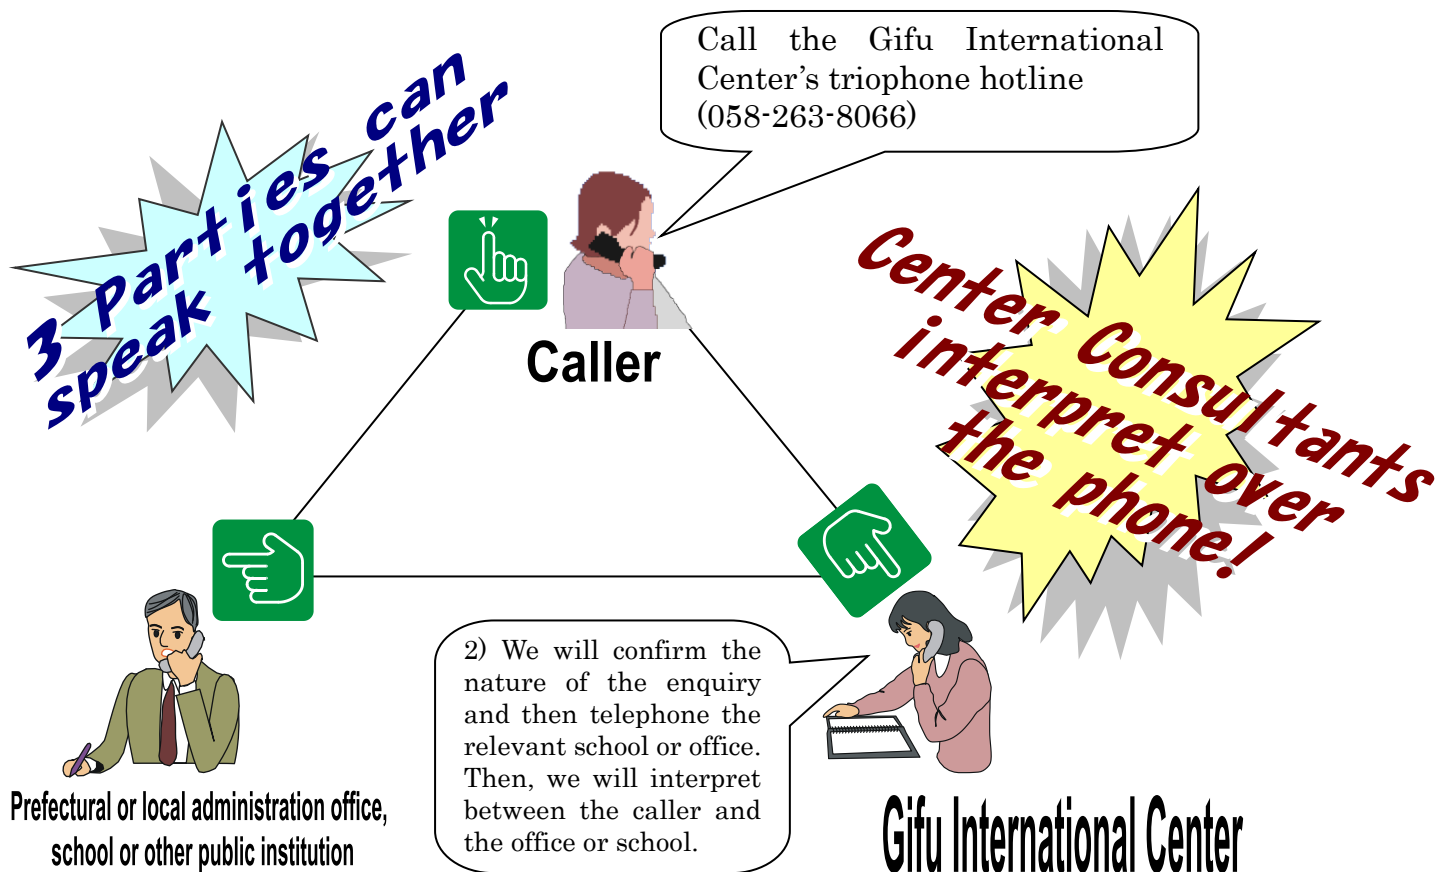 Call the Gifu International
Center’s triophone hotline
(058-263-8066)
3 Parties can
speak together
Center Consultants
interpret over
the phone!
Caller
2) We will confirm the
nature of the enquiry
and then telephone the
relevant school or office.
Then, we will interpret
between the caller and
the office or school.
Prefectural or local administration office,
school or other public institution
Gifu International Center